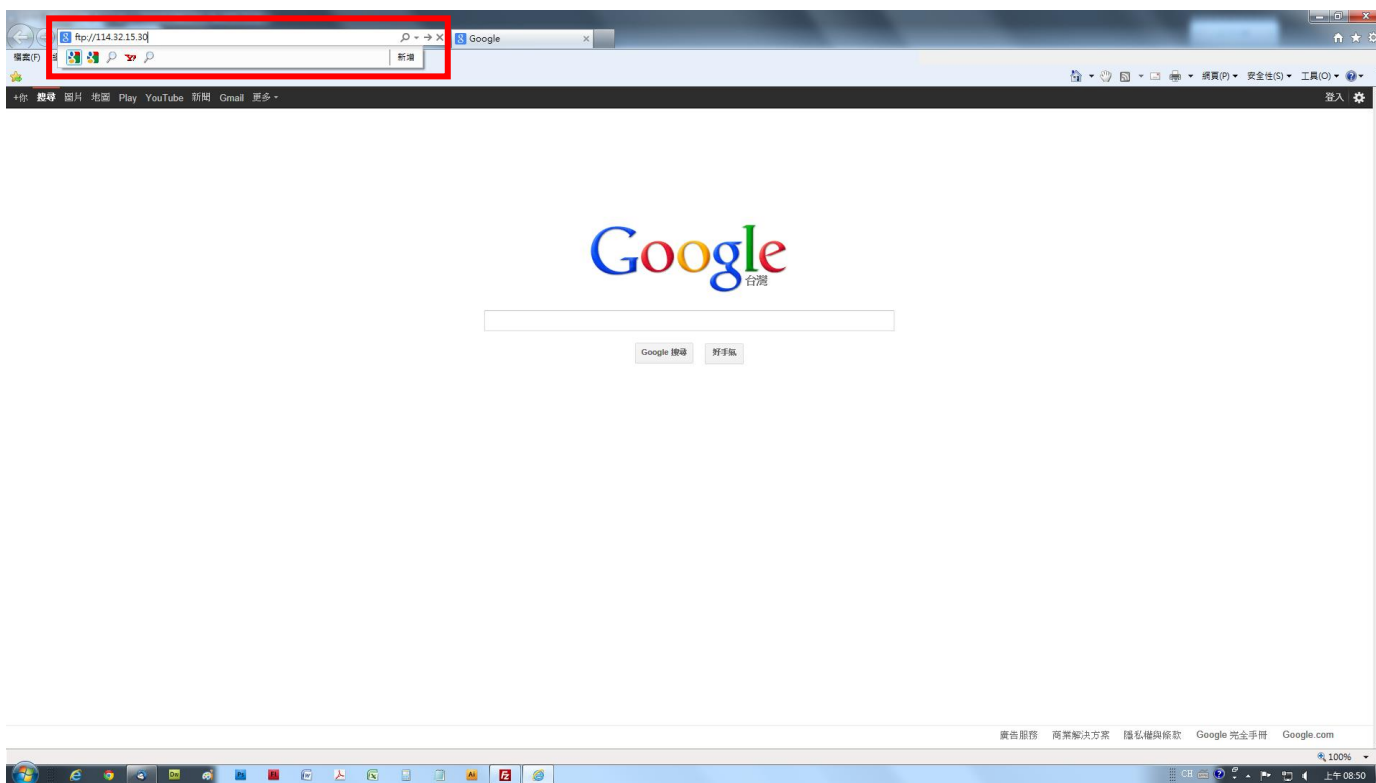 ftp://114.32.15.30
Google
檔案(F)
新增
網頁(P) 安全性(S) 工具(O)
+你 搜尋 圖片 地圖 Play YouTube 新聞 Gmail 更多
登入
Google
台灣
Google 搜尋 好手氣
廣告服務 商業解決方案 隱私權與條款 Google 完全手冊 Google.com
100%
CH 上午 08:50